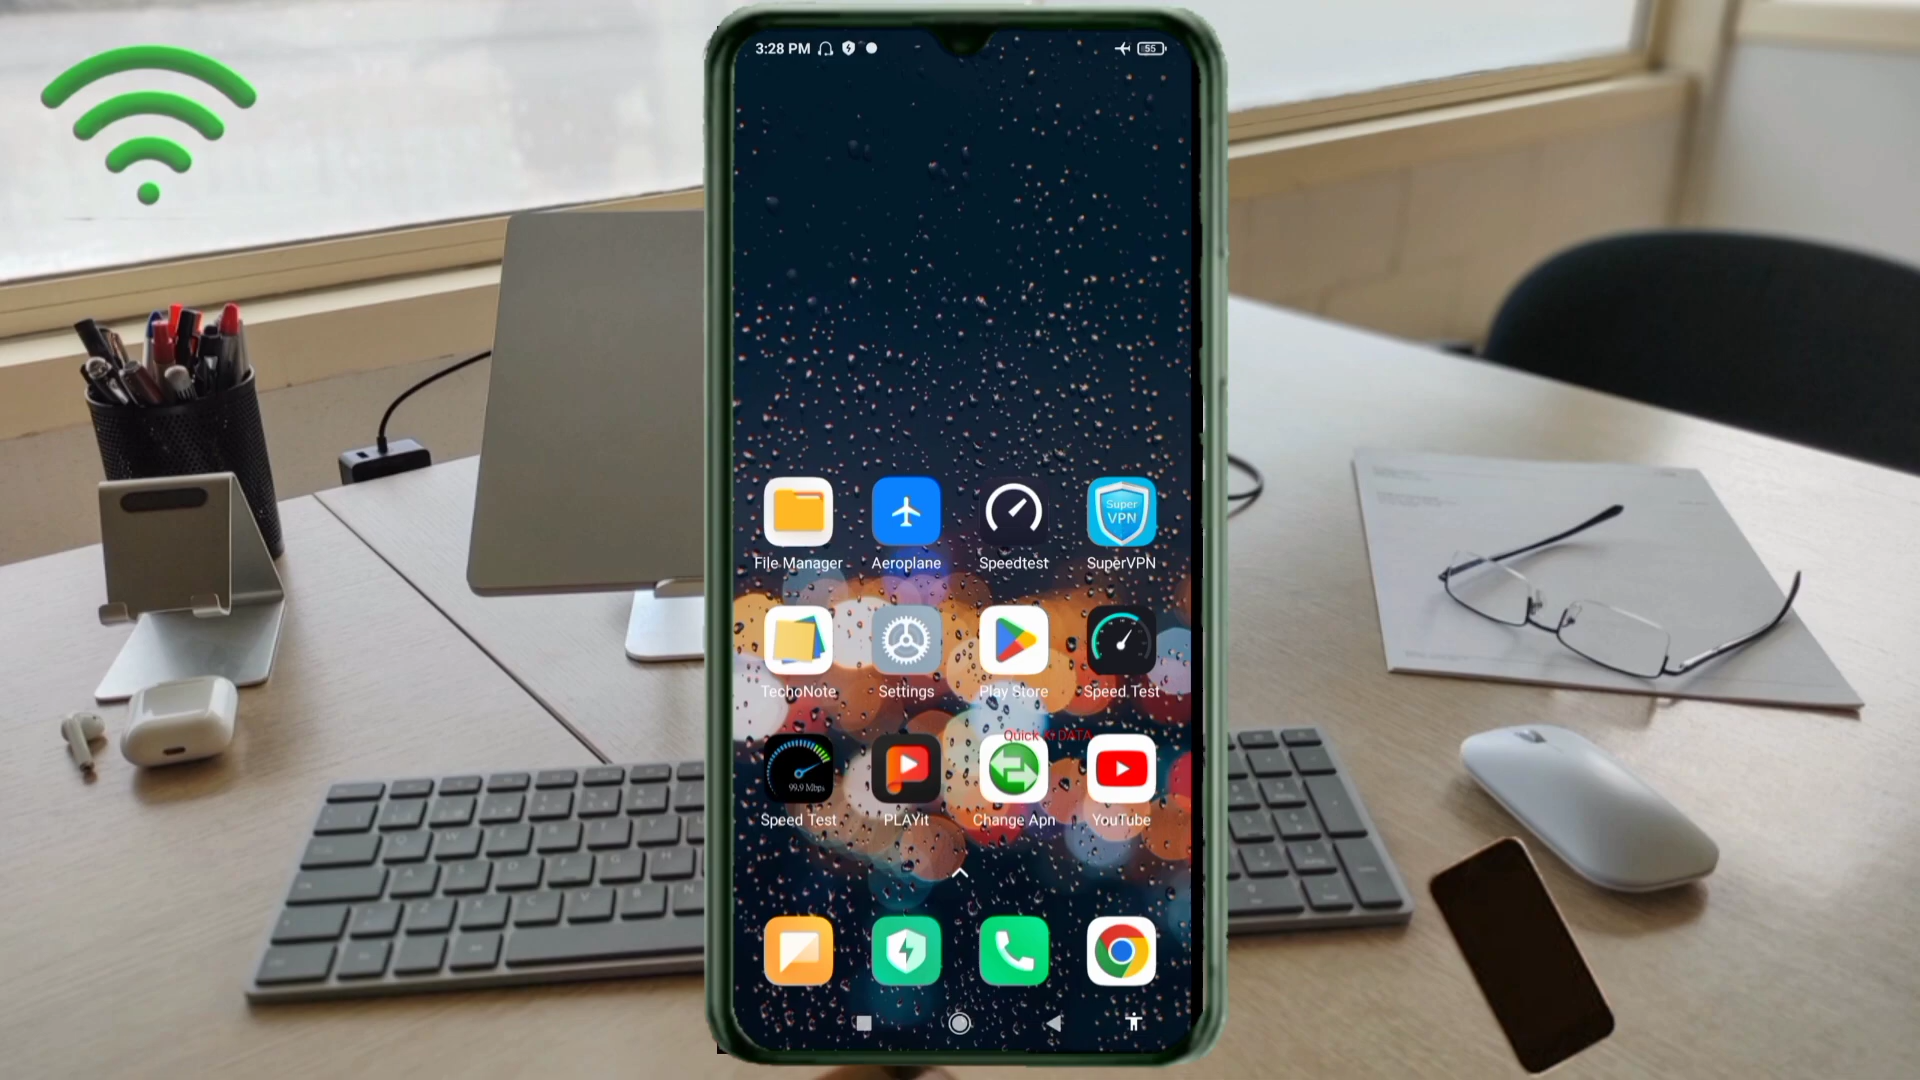 3:28 PM
55
Super
VPN
File Manager Aeroplane Speedtest SuperVPN
TechoNote Settings Play Store Speed Test
Quick DATA
99.9 Mbps
Speed Test PLAYit Change Apn YouTube